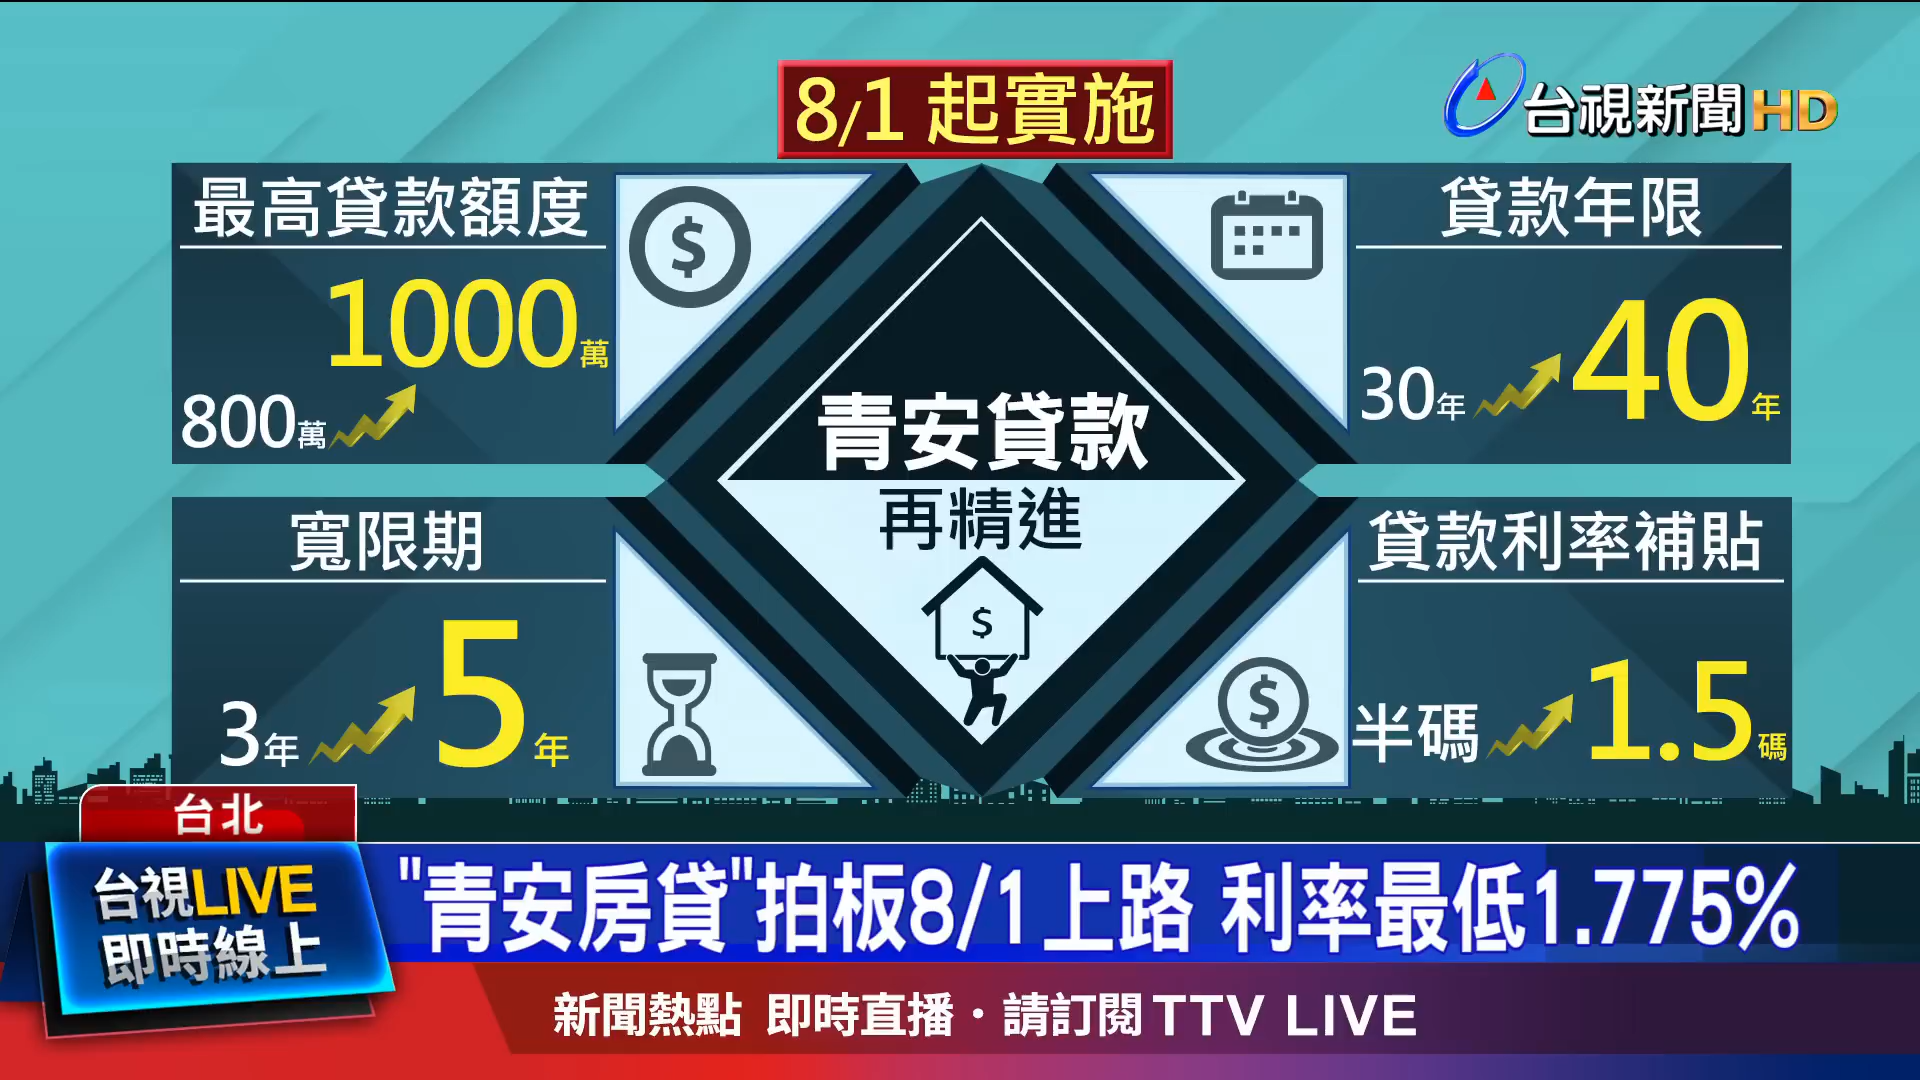 8/1 起實施
台視新聞HD
最高貸款額度
1000萬
800萬
貸款年限
30年 40年
青安貸款
再精進
$
寬限期
3年 5年
貸款利率補貼
半碼 1.5碼
台北
台視LIVE
即時線上
"青安房貸"拍板8/1上路 利率最低1.775%
新聞熱點 即時直播·請訂閱TTV LIVE